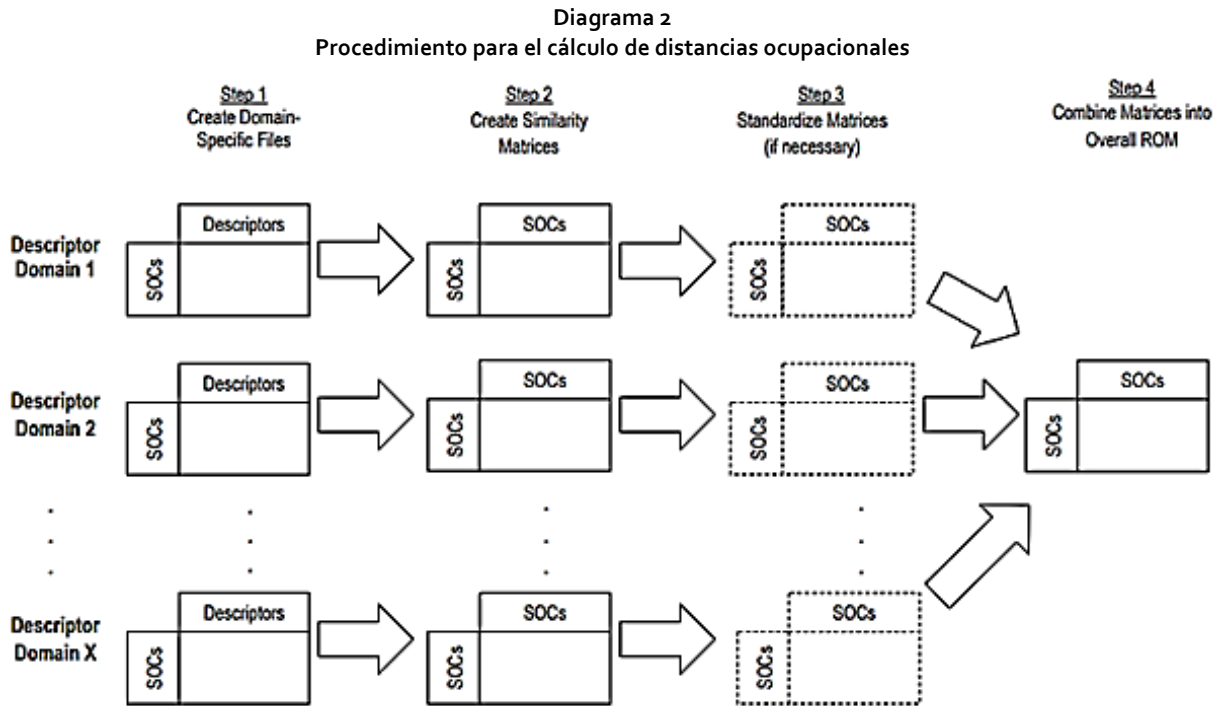 Diagrama 2
Procedimiento para el cálculo de distancias ocupacionales
Step 1
Create Domain-
Specific Files
Step 2
Create Similarity
Matrices
Step 3
Standardize Matrices
(if necessary)
Step 4
Combine Matrices into
Overall ROM
Descriptor
Domain 1
Descriptors
SOCs
SOCs
SOCs
SOCs
SOCs
Descriptor
Domain 2
Descriptors
SOCs
SOCs
SOCs
SOCs
SOCs
SOCs
SOCs
Descriptor
Domain X
Descriptors
SOCs
SOCs
SOCs
SOCs
SOCs